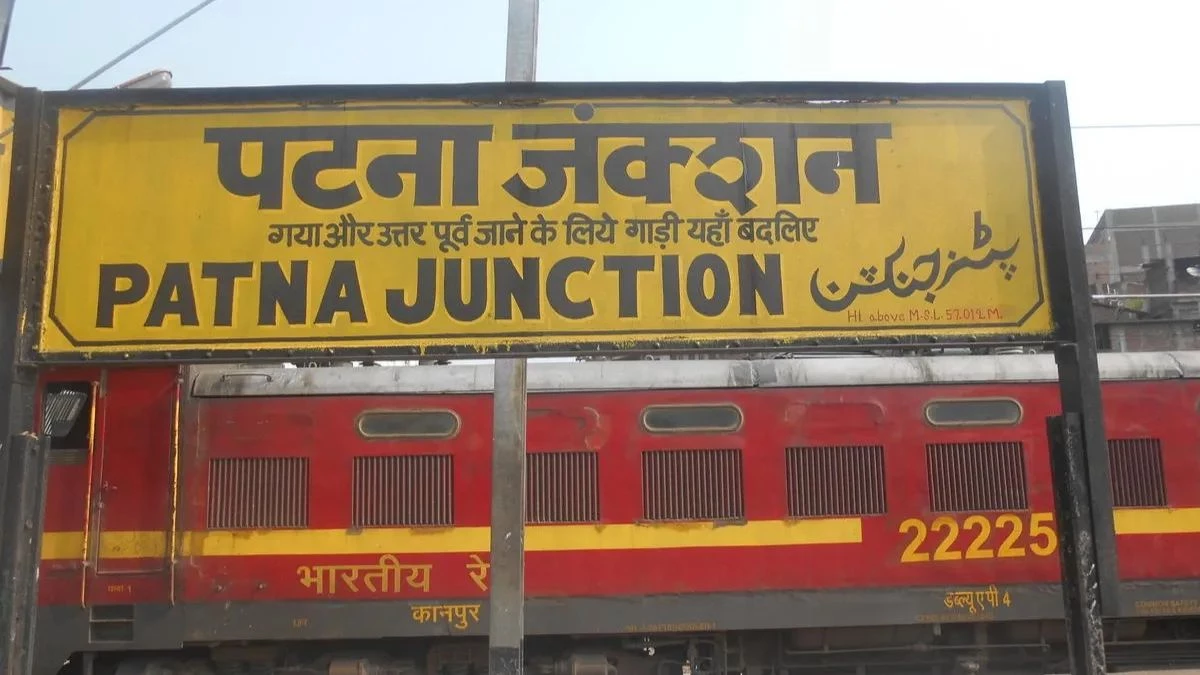 पटना जंक्शन
गया और उत्तर पूर्व जाने के लिये गाड़ी यहाँ बदलिए
PATNA JUNCTION
پٹنہ جنکشن
Ht. above M.S.L. 57.012 M.
22225
भारतीय रे
कानपुर
डब्ल्यू ए पी 4